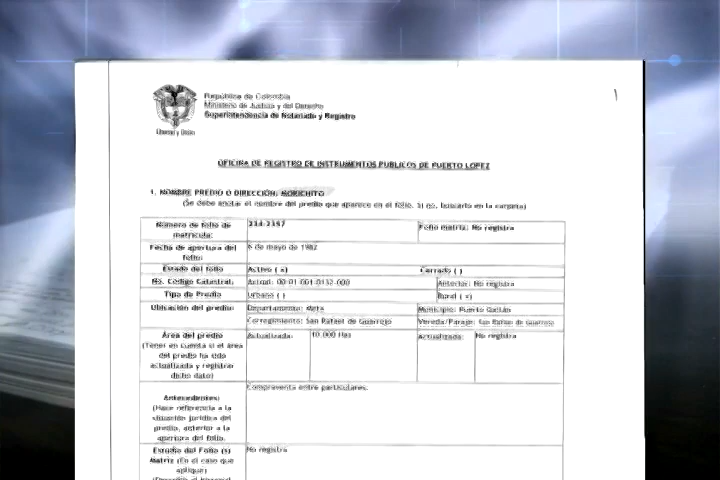 República de Colombia
Ministerio de Justicia y del Derecho
Superintendencia de Notariado y Registro
Libertad y Orden
OFICINA DE REGISTRO DE INSTRUMENTOS PUBLICOS DE PUERTO LOPEZ
1. NOMBRE PREDIO O DIRECCIÓN: MORICHITO
(Se debe anotar el nombre del predio que aparece en el folio. Si no, buscarlo en la carpeta)
Número de folio de matrícula: 234-2197 Folio matriz: No registra
Fecha de apertura del folio: 6 de mayo de 1982
Estado del folio Activo ( x) Cerrado ( )
No. Código Catastral: Actual: 00-01-001-0132-000 Anterior: No registra
Tipo de Predio Urbano ( ) Rural ( x)
Ubicación del predio: Departamento: Meta Municipio: Puerto Gaitán
Corregimiento: San Rafael de Guarrojo Vereda/Paraje: San Rafael de Guarrojo
Área del predio Actualizada: 10.000 Has Actualizada: No registra
(Tener en cuenta si el área
del predio ha sido
actualizada y registrar
dicho dato)
Compraventa entre particulares.
Antecedentes:
(Hacer referencia a la
situación jurídica del
predio, anterior a la
apertura del folio.
Estudio del Folio (s) No registra
Matriz (En el caso que
aplique)